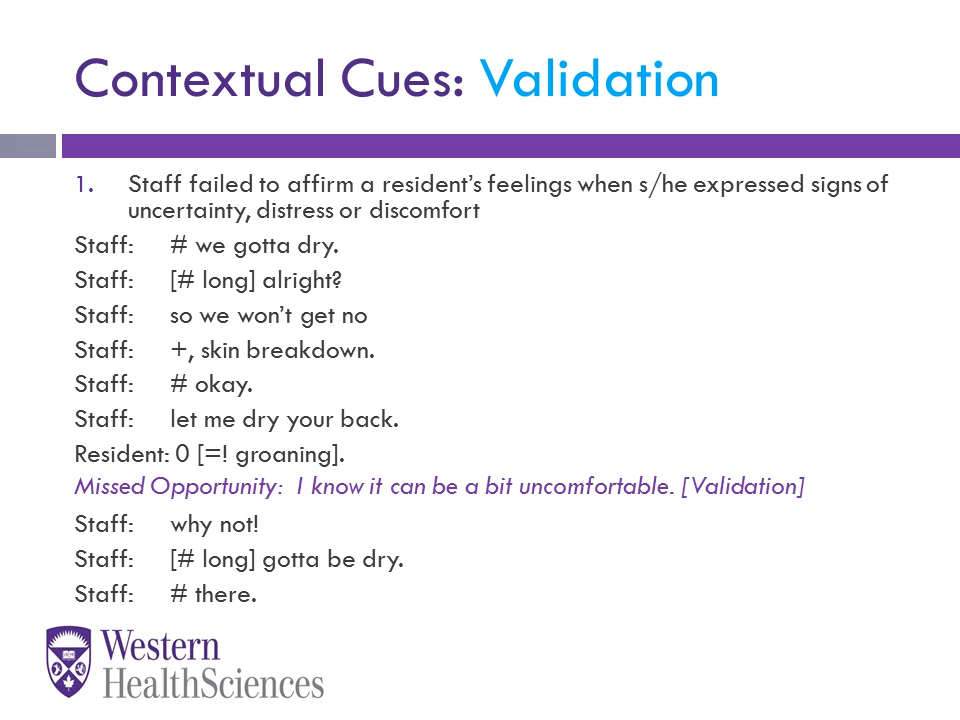 Contextual Cues: Validation
1. Staff failed to affirm a resident's feelings when s/he expressed signs of
uncertainty, distress or discomfort
Staff: # we gotta dry.
Staff: [# long] alright?
Staff: so we won't get no
Staff: +, skin breakdown.
Staff: # okay.
Staff: let me dry your back.
Resident: 0 [=! groaning].
Missed Opportunity: I know it can be a bit uncomfortable. [Validation]
Staff: why not!
Staff: [# long] gotta be dry.
Staff: # there.
Western
HealthSciences